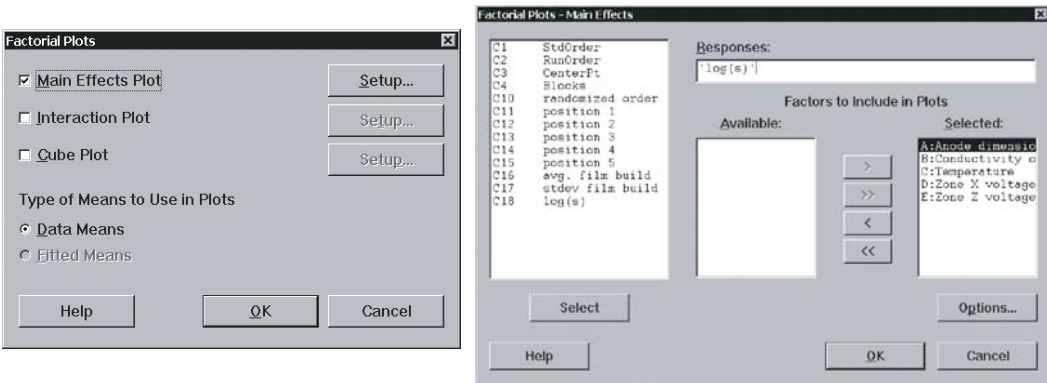 Factorial Plots
Main Effects Plot
Setup...
Interaction Plot
Setup...
Cube Plot
Setup...
Type of Means to Use in Plots
Data Means
Fitted Means
Help
OK
Cancel
Factorial Plots - Main Effects
C1 StdOrder
C2 RunOrder
C3 CenterPt
C4 Blocks
C10 randomized order
C11 position 1
C12 position 2
C13 position 3
C14 position 4
C15 position 5
C16 avg. film build
C17 stdev film build
C18 log(s)
Responses:
'log(s)'
Factors to Include in Plots
Available:
Selected:
A:Anode dimensio
B:Conductivity o
C:Temperature
D:Zone X voltage
E:Zone Z voltage
>
>>
<
<<
Select
Options...
Help
OK
Cancel